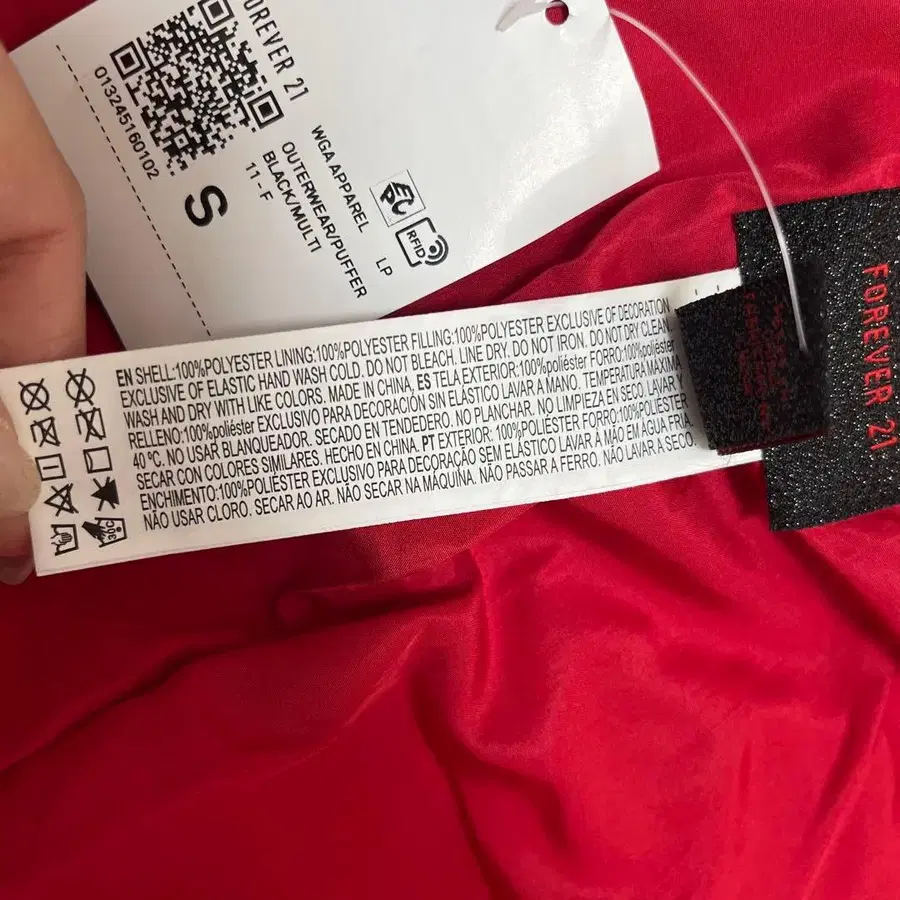 FOREVER 21
013245160102
S
WGA APPAREL LP
OUTERWEAR/PUFFER
BLACK/MULTI
11 - F
EPC
RFID
EN SHELL:100%POLYESTER LINING:100%POLYESTER FILLING:100%POLYESTER EXCLUSIVE OF DECORATION
EXCLUSIVE OF ELASTIC HAND WASH COLD. DO NOT BLEACH. LINE DRY. DO NOT IRON. DO NOT DRY CLEAN.
WASH AND DRY WITH LIKE COLORS. MADE IN CHINA. ES TELA EXTERIOR:100%poliéster FORRO:100%poliéster
RELLENO:100%poliéster EXCLUSIVO PARA DECORACIÓN SIN ELÁSTICO LAVAR A MANO. TEMPERATURA MÁXIMA
40 ºC. NO USAR BLANQUEADOR. SECADO EN TENDEDERO. NO PLANCHAR. NO LIMPIEZA EN SECO. LAVAR Y
SECAR CON COLORES SIMILARES. HECHO EN CHINA. PT EXTERIOR: 100%POLIÉSTER FORRO:100%POLIÉSTER
ENCHIMENTO:100%POLIÉSTER EXCLUSIVO PARA DECORAÇÃO SEM ELÁSTICO LAVAR A MÃO EM ÁGUA FRIA.
NÃO USAR CLORO. SECAR AO AR. NÃO SECAR NA MÁQUINA. NÃO PASSAR A FERRO. NÃO LAVAR A SECO.
30C
FOREVER 21